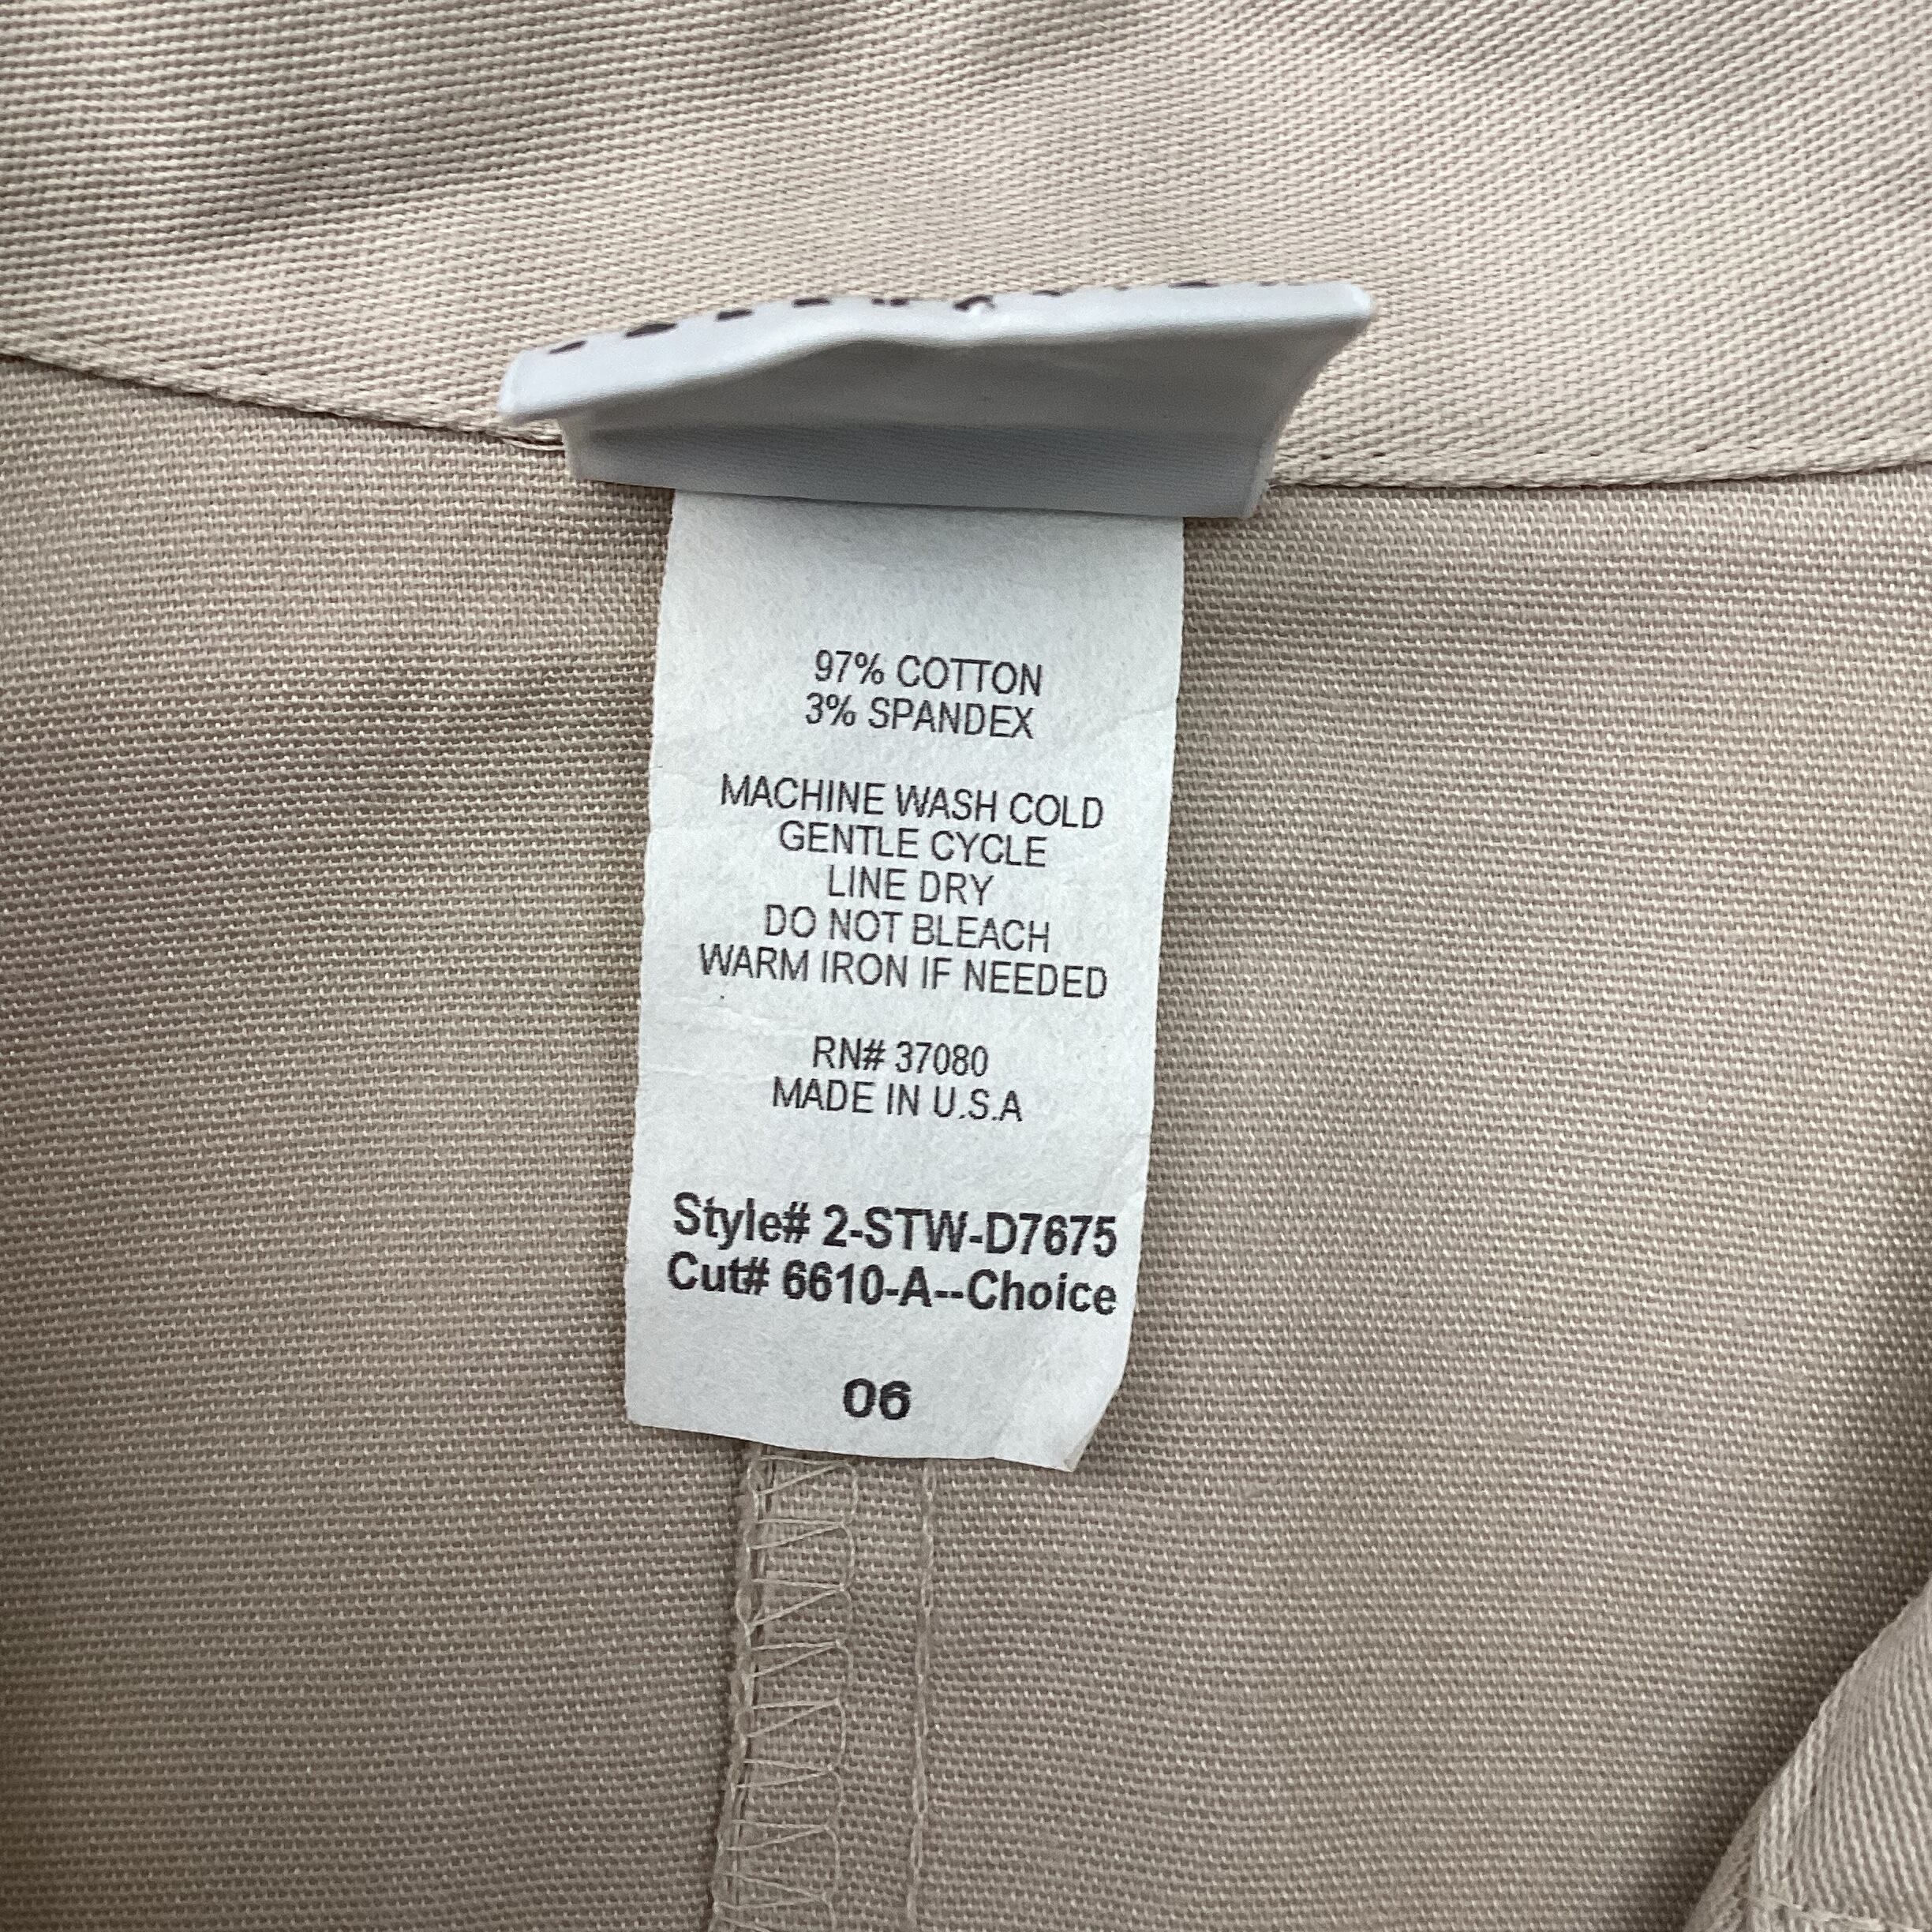 97% COTTON
3% SPANDEX
MACHINE WASH COLD
GENTLE CYCLE
LINE DRY
DO NOT BLEACH
WARM IRON IF NEEDED
RN# 37080
MADE IN U.S.A
Style# 2-STW-D7675
Cut# 6610-A--Choice
06